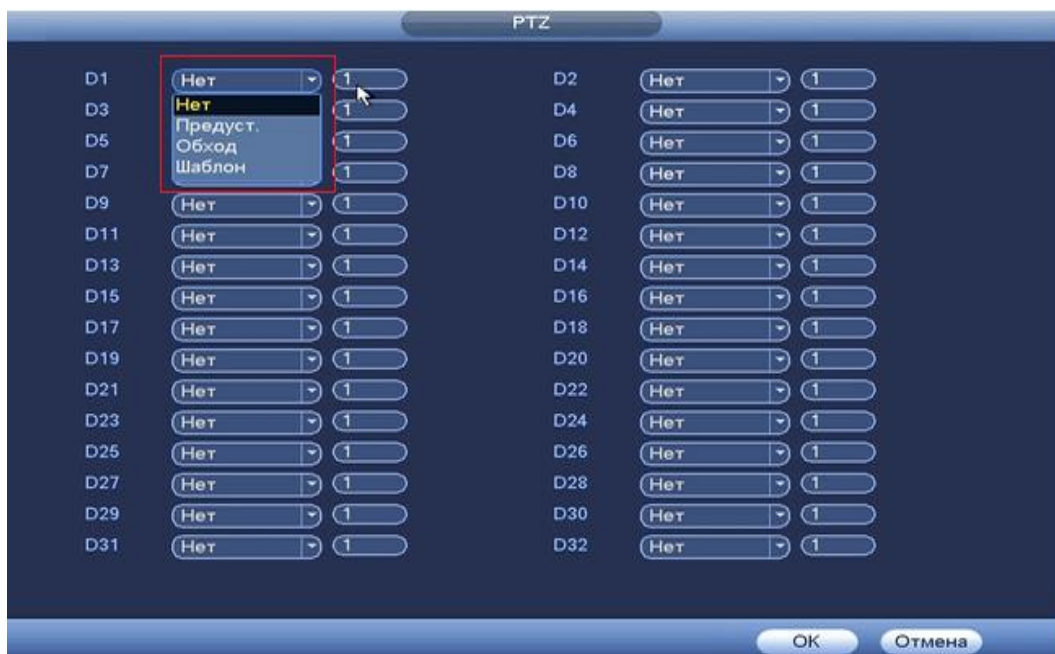 PTZ
D1 Нет 1 D2 Нет 1
Нет
D3 1 D4 Нет 1
Предуст.
D5 Обход 1 D6 Нет 1
D7 Шаблон 1 D8 Нет 1
D9 Нет 1 D10 Нет 1
D11 Нет 1 D12 Нет 1
D13 Нет 1 D14 Нет 1
D15 Нет 1 D16 Нет 1
D17 Нет 1 D18 Нет 1
D19 Нет 1 D20 Нет 1
D21 Нет 1 D22 Нет 1
D23 Нет 1 D24 Нет 1
D25 Нет 1 D26 Нет 1
D27 Нет 1 D28 Нет 1
D29 Нет 1 D30 Нет 1
D31 Нет 1 D32 Нет 1
OK Отмена